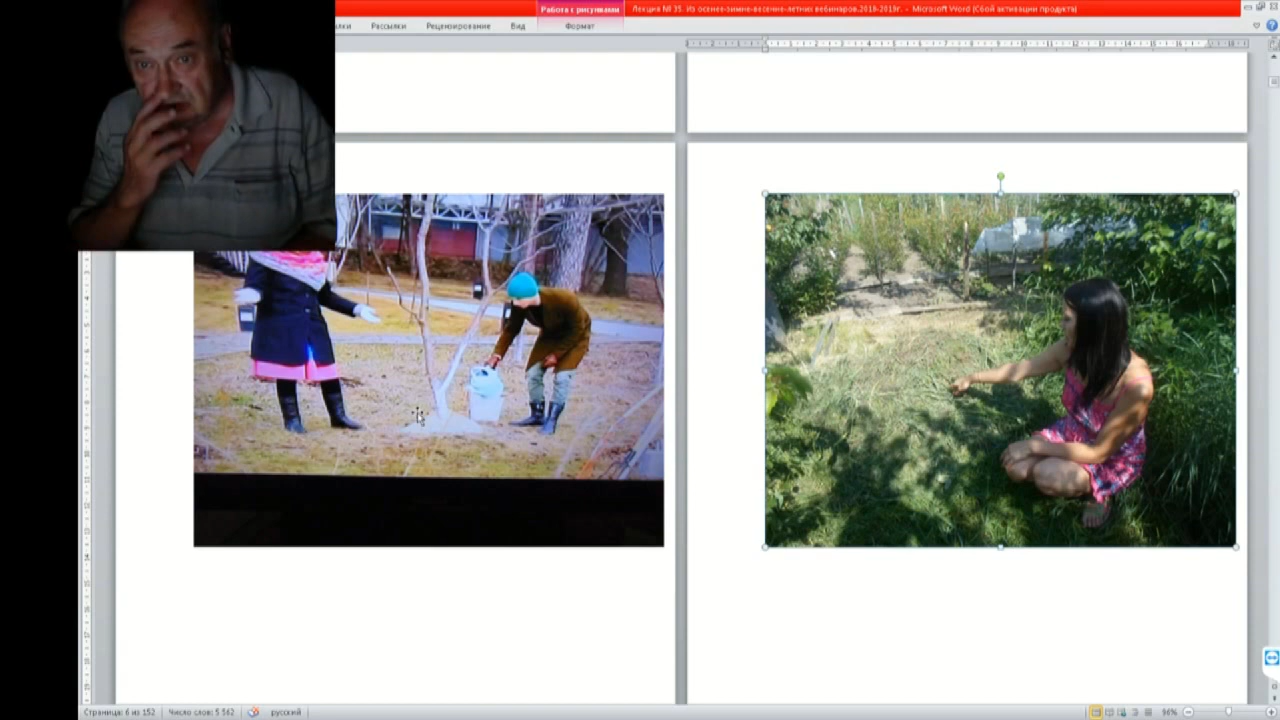 Работа с рисунками
Лекция № 35. Из осенне-зимне-весенне-летних вебинаров.2018-2019г. - Microsoft Word (Сбой активации продукта)
Рассылки
Рецензирование
Вид
Формат
Страница: 6 из 152
Число слов: 5 562
русский
96%